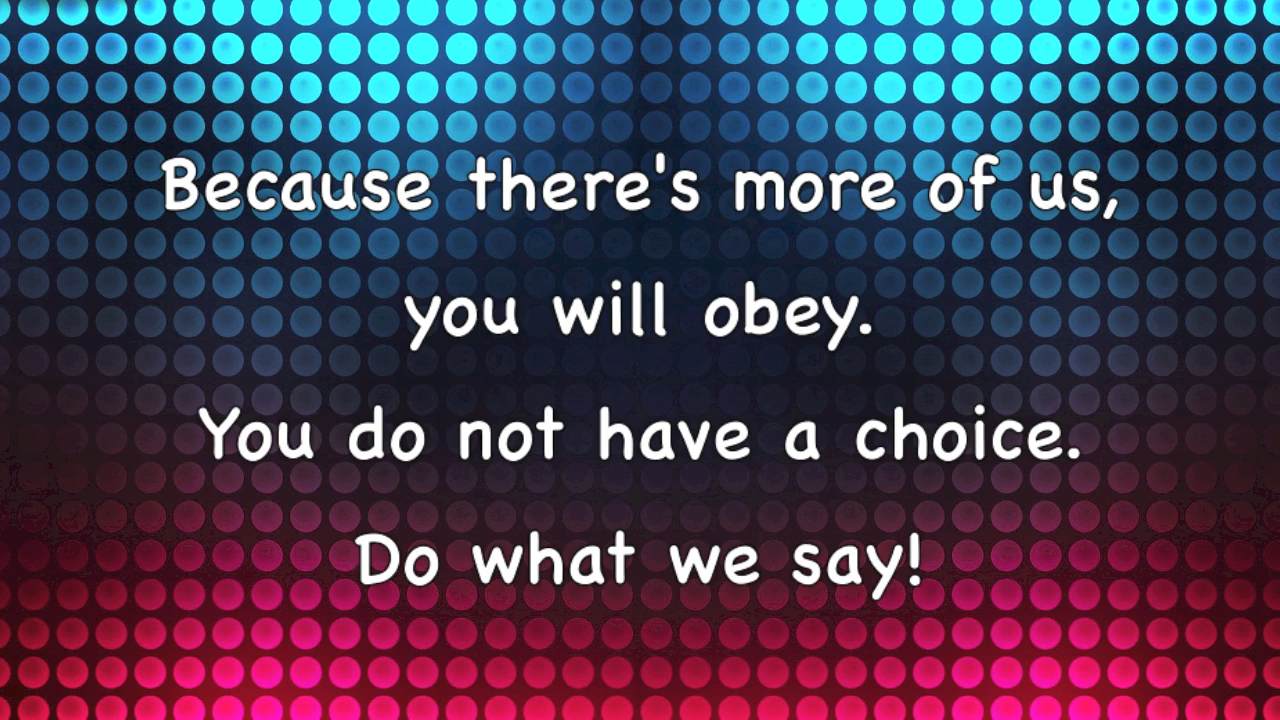 Because there's more of us,
you will obey.
You do not have a choice.
Do what we say!